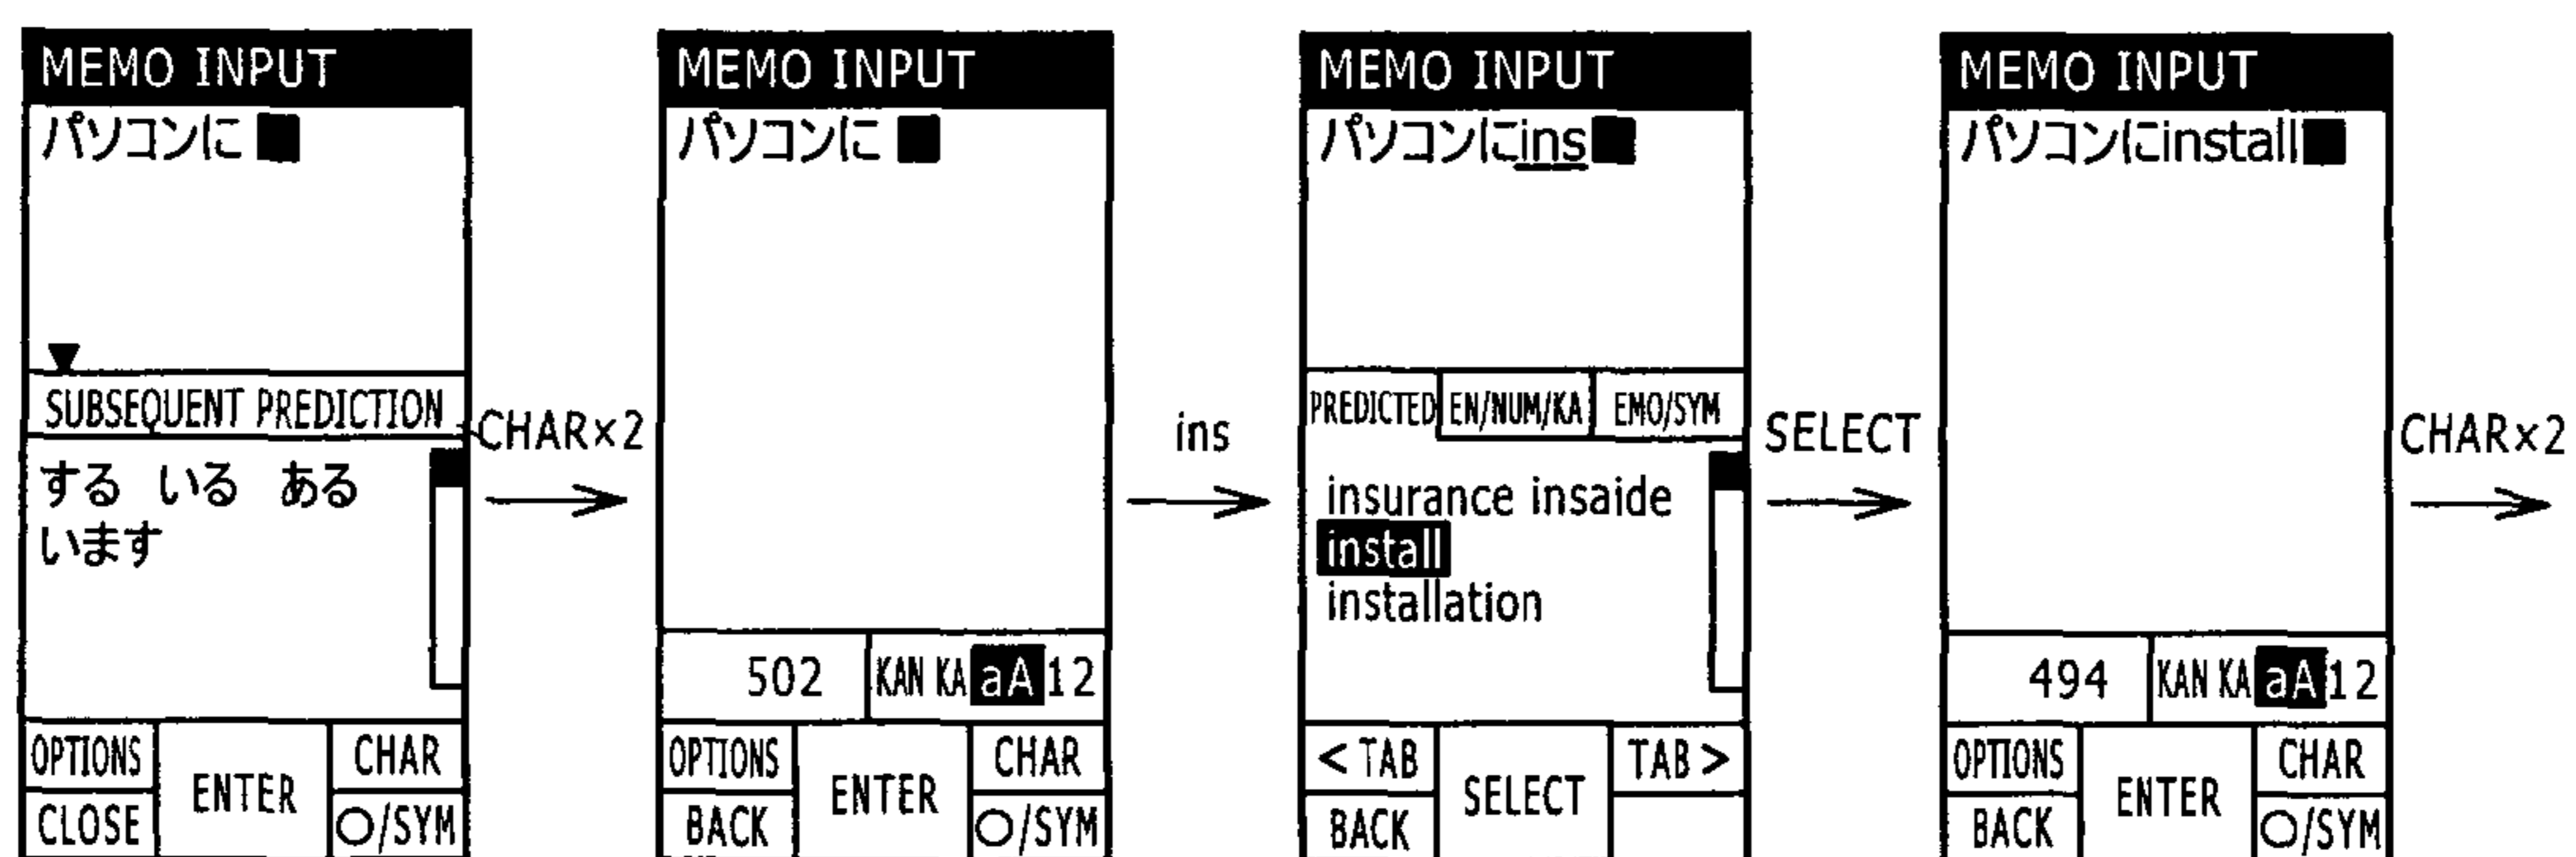 MEMO INPUT
パソコンに
SUBSEQUENT PREDICTION
する いる ある
います
OPTIONS
ENTER
CHAR
CLOSE
○/SYM
CHAR×2
MEMO INPUT
パソコンに
502
KAN KA aA 12
OPTIONS
ENTER
CHAR
BACK
○/SYM
ins
MEMO INPUT
パソコンにins
PREDICTED EN/NUM/KA EMO/SYM
insurance insaide
install
installation
< TAB
SELECT
TAB >
BACK
SELECT
MEMO INPUT
パソコンにinstall
494
KAN KA aA 12
OPTIONS
ENTER
CHAR
BACK
○/SYM
CHAR×2